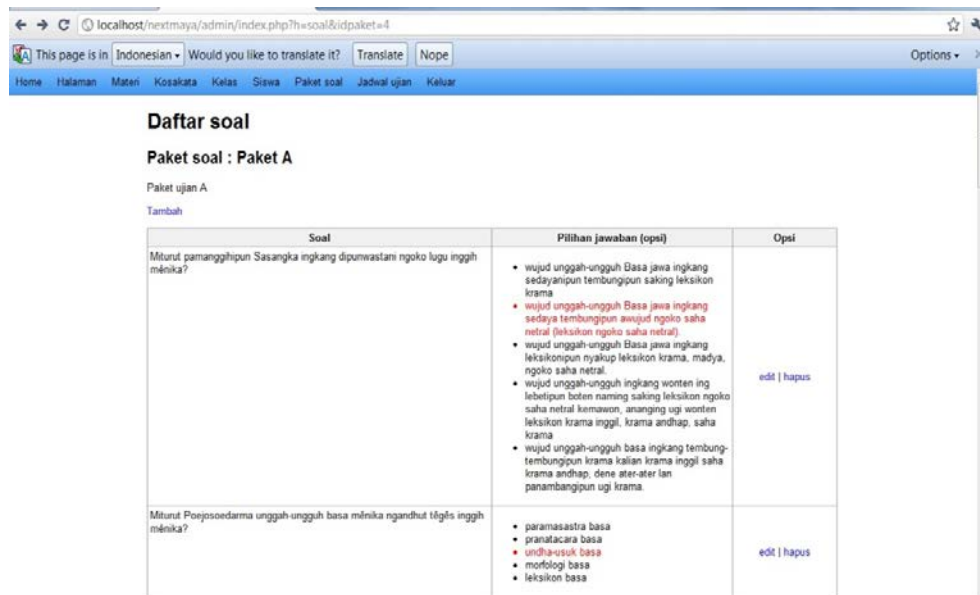 localhost/nextmaya/admin/index.php?h=soal&idpaket=4
This page is in Indonesian Would you like to translate it? Translate Nope Options
Home Halaman Materi Kosakata Kelas Siswa Paket soal Jadwal ujian Keluar
Daftar soal
Paket soal : Paket A
Paket ujian A
Tambah
Soal Pilihan jawaban (opsi) Opsi
Miturut pamanggihipun Sasangka ingkang dipunwastani ngoko lugu inggih
mênika?
• wujud unggah-ungguh Basa jawa ingkang
sedayanipun tembungipun saking leksikon
krama
• wujud unggah-ungguh Basa jawa ingkang
sedaya tembungipun awujud ngoko saha
netral (leksikon ngoko saha netral).
• wujud unggah-ungguh Basa jawa ingkang
leksikonipun nyakup leksikon krama, madya,
ngoko saha netral.
• wujud unggah-ungguh ingkang wonten ing
lebetipun boten naming saking leksikon ngoko
saha netral kemawon, ananging ugi wonten
leksikon krama inggil, krama andhap, saha
krama
• wujud unggah-ungguh basa ingkang tembung-
tembungipun krama kalian krama inggil saha
krama andhap, dene ater-ater lan
panambangipun ugi krama.
edit | hapus
Miturut Poejosoedarma unggah-ungguh basa mênika ngandhut têgês inggih
mênika?
• paramasastra basa
• pranatacara basa
• undha-usuk basa
• morfologi basa
• leksikon basa
edit | hapus